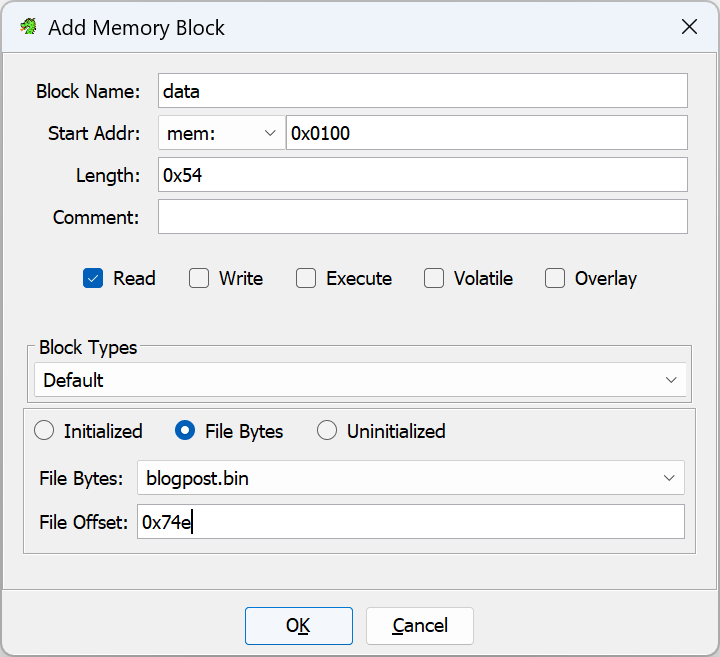 Add Memory Block
Block Name: data
Start Addr: mem: 0x0100
Length: 0x54
Comment:
Read Write Execute Volatile Overlay
Block Types
Default
Initialized File Bytes Uninitialized
File Bytes: blogpost.bin
File Offset: 0x74e
OK Cancel